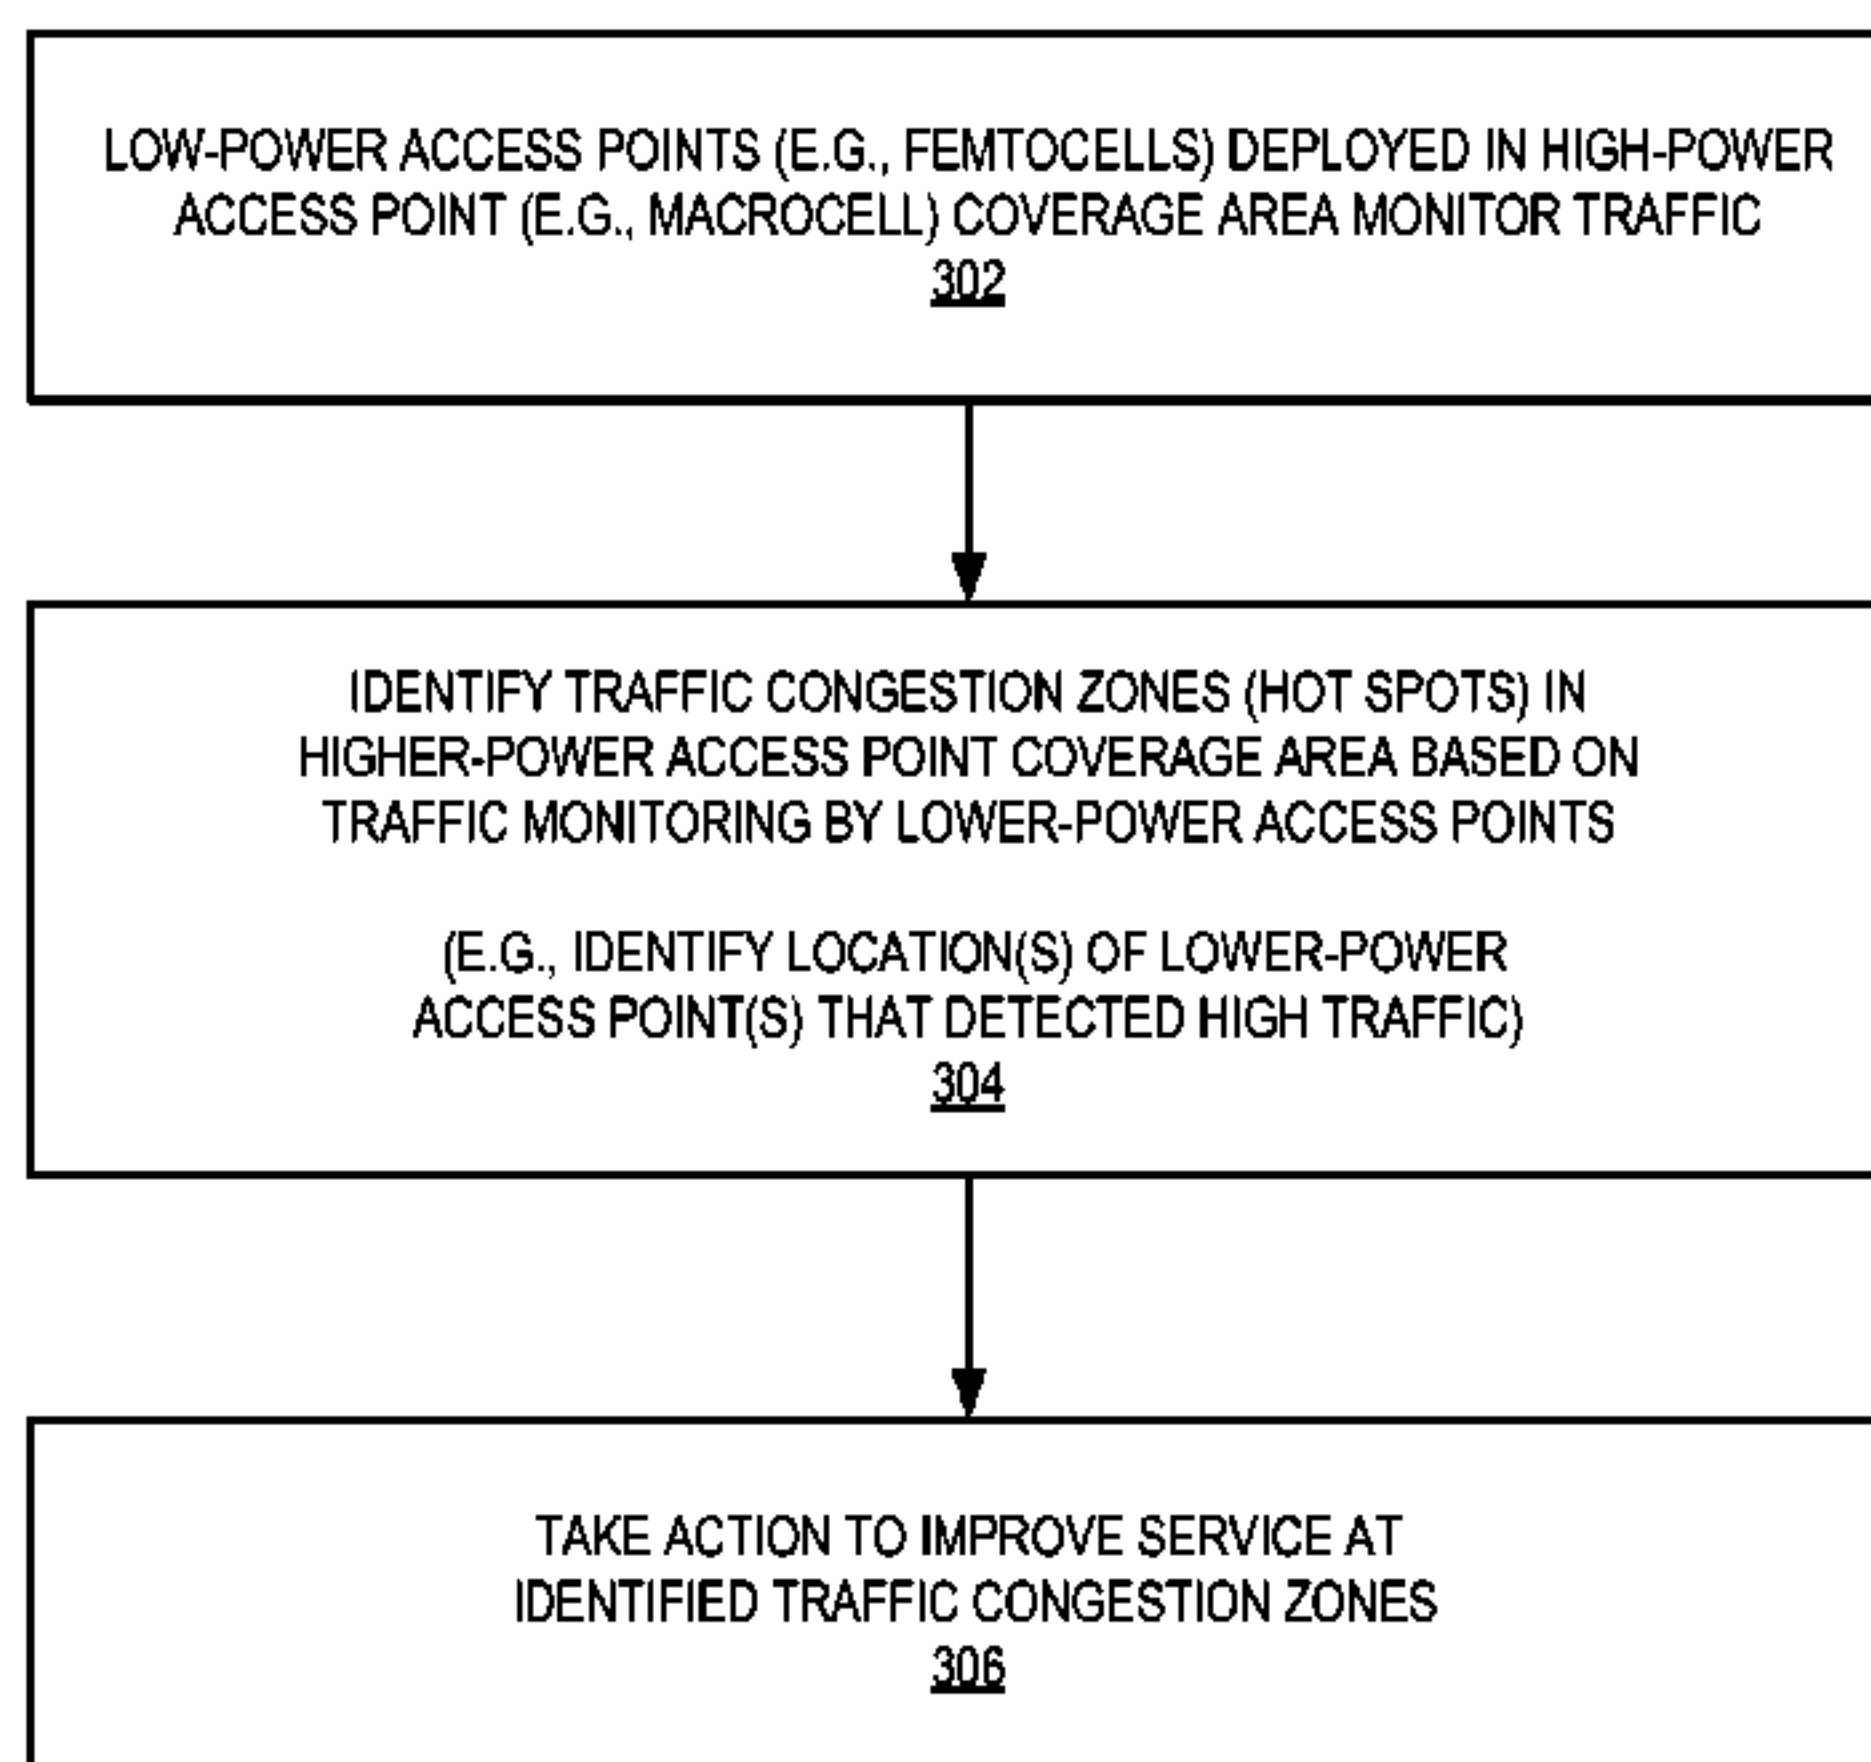 LOW-POWER ACCESS POINTS (E.G., FEMTOCELLS) DEPLOYED IN HIGH-POWER
ACCESS POINT (E.G., MACROCELL) COVERAGE AREA MONITOR TRAFFIC
302
IDENTIFY TRAFFIC CONGESTION ZONES (HOT SPOTS) IN
HIGHER-POWER ACCESS POINT COVERAGE AREA BASED ON
TRAFFIC MONITORING BY LOWER-POWER ACCESS POINTS
(E.G., IDENTIFY LOCATION(S) OF LOWER-POWER
ACCESS POINT(S) THAT DETECTED HIGH TRAFFIC)
304
TAKE ACTION TO IMPROVE SERVICE AT
IDENTIFIED TRAFFIC CONGESTION ZONES
306